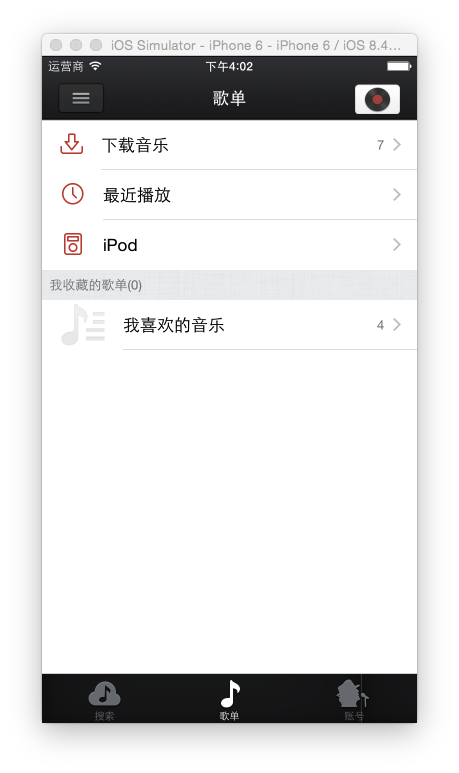 iOS Simulator - iPhone 6 - iPhone 6 / iOS 8.4...
运营商 下午4:02
歌单
下载音乐 7
最近播放
iPod
我收藏的歌单(0)
我喜欢的音乐 4
搜索 歌单 账号